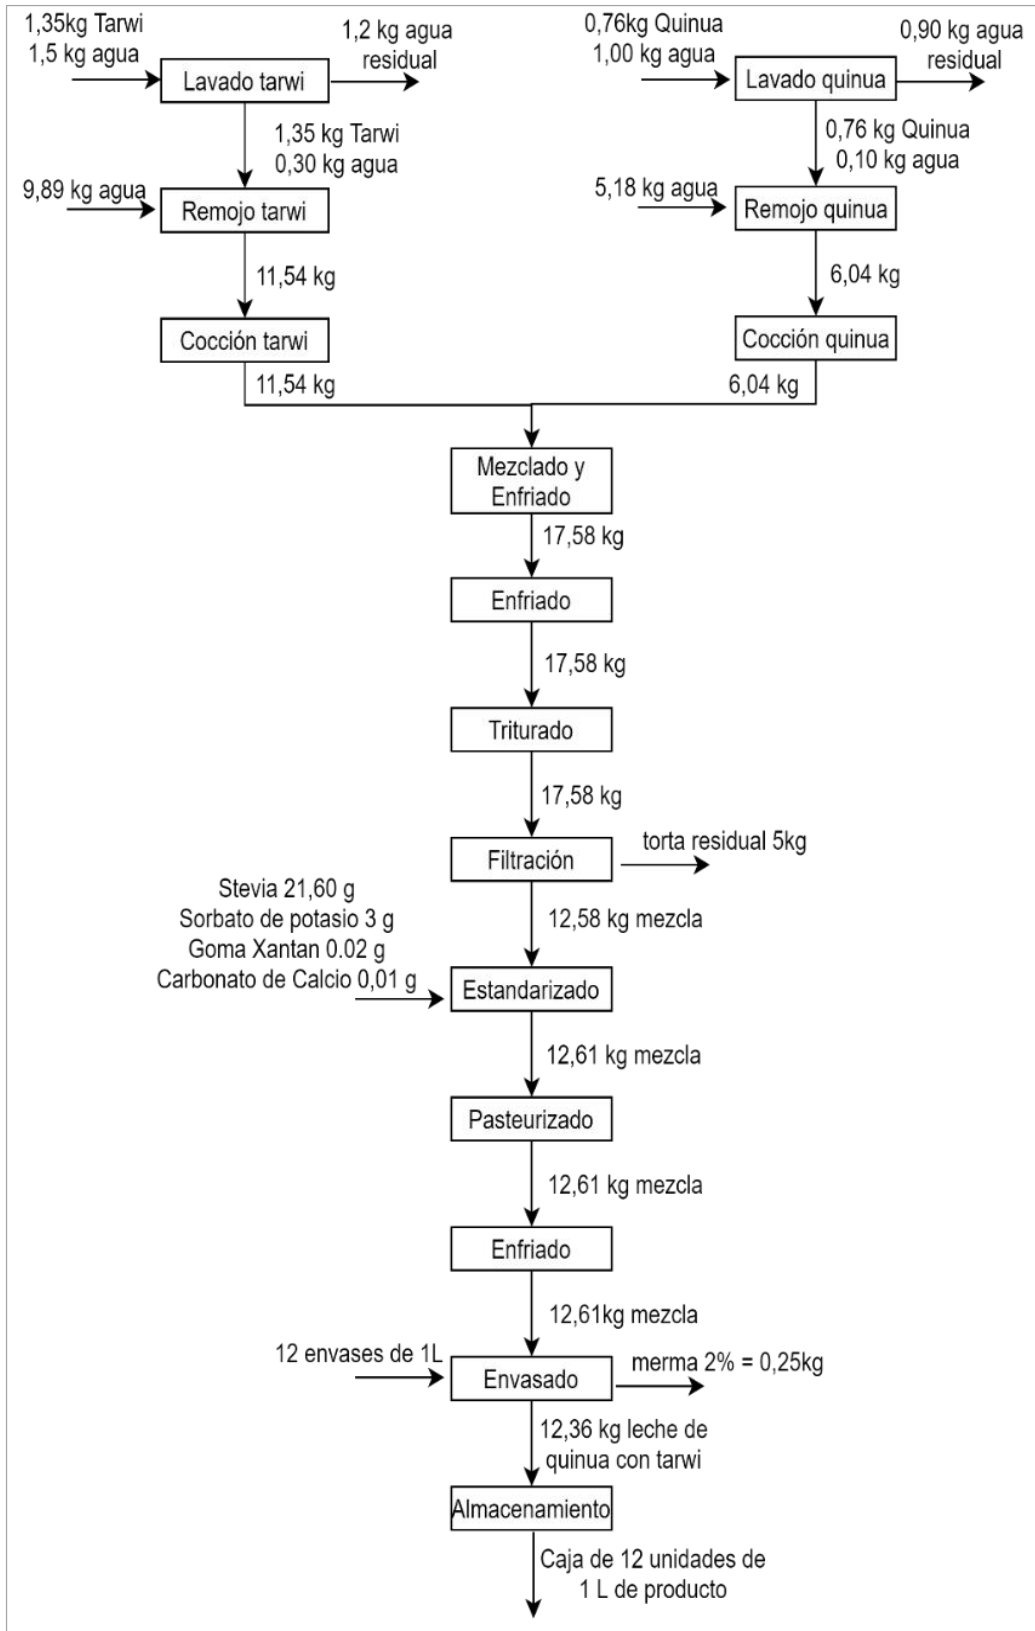 1,35kg Tarwi
1,5 kg agua
1,2 kg agua
residual
0,76kg Quinua
1,00 kg agua
0,90 kg agua
residual
Lavado tarwi
Lavado quinua
1,35 kg Tarwi
0,30 kg agua
0,76 kg Quinua
0,10 kg agua
9,89 kg agua
Remojo tarwi
5,18 kg agua
Remojo quinua
11,54 kg
6,04 kg
Cocción tarwi
Cocción quinua
11,54 kg
6,04 kg
Mezclado y
Enfriado
17,58 kg
Enfriado
17,58 kg
Triturado
17,58 kg
Filtración
torta residual 5kg
12,58 kg mezcla
Stevia 21,60 g
Sorbato de potasio 3 g
Goma Xantan 0.02 g
Carbonato de Calcio 0,01 g
Estandarizado
12,61 kg mezcla
Pasteurizado
12,61 kg mezcla
Enfriado
12,61kg mezcla
12 envases de 1L
Envasado
merma 2% = 0,25kg
12,36 kg leche de
quinua con tarwi
Almacenamiento
Caja de 12 unidades de
1 L de producto